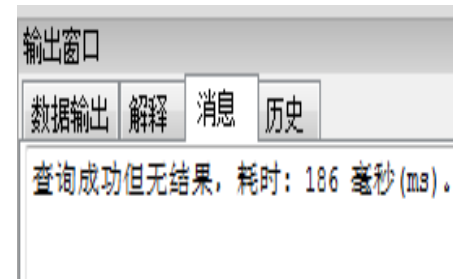 输出窗口
数据输出 解释 消息 历史
查询成功但无结果，耗时: 186 毫秒(ms)。